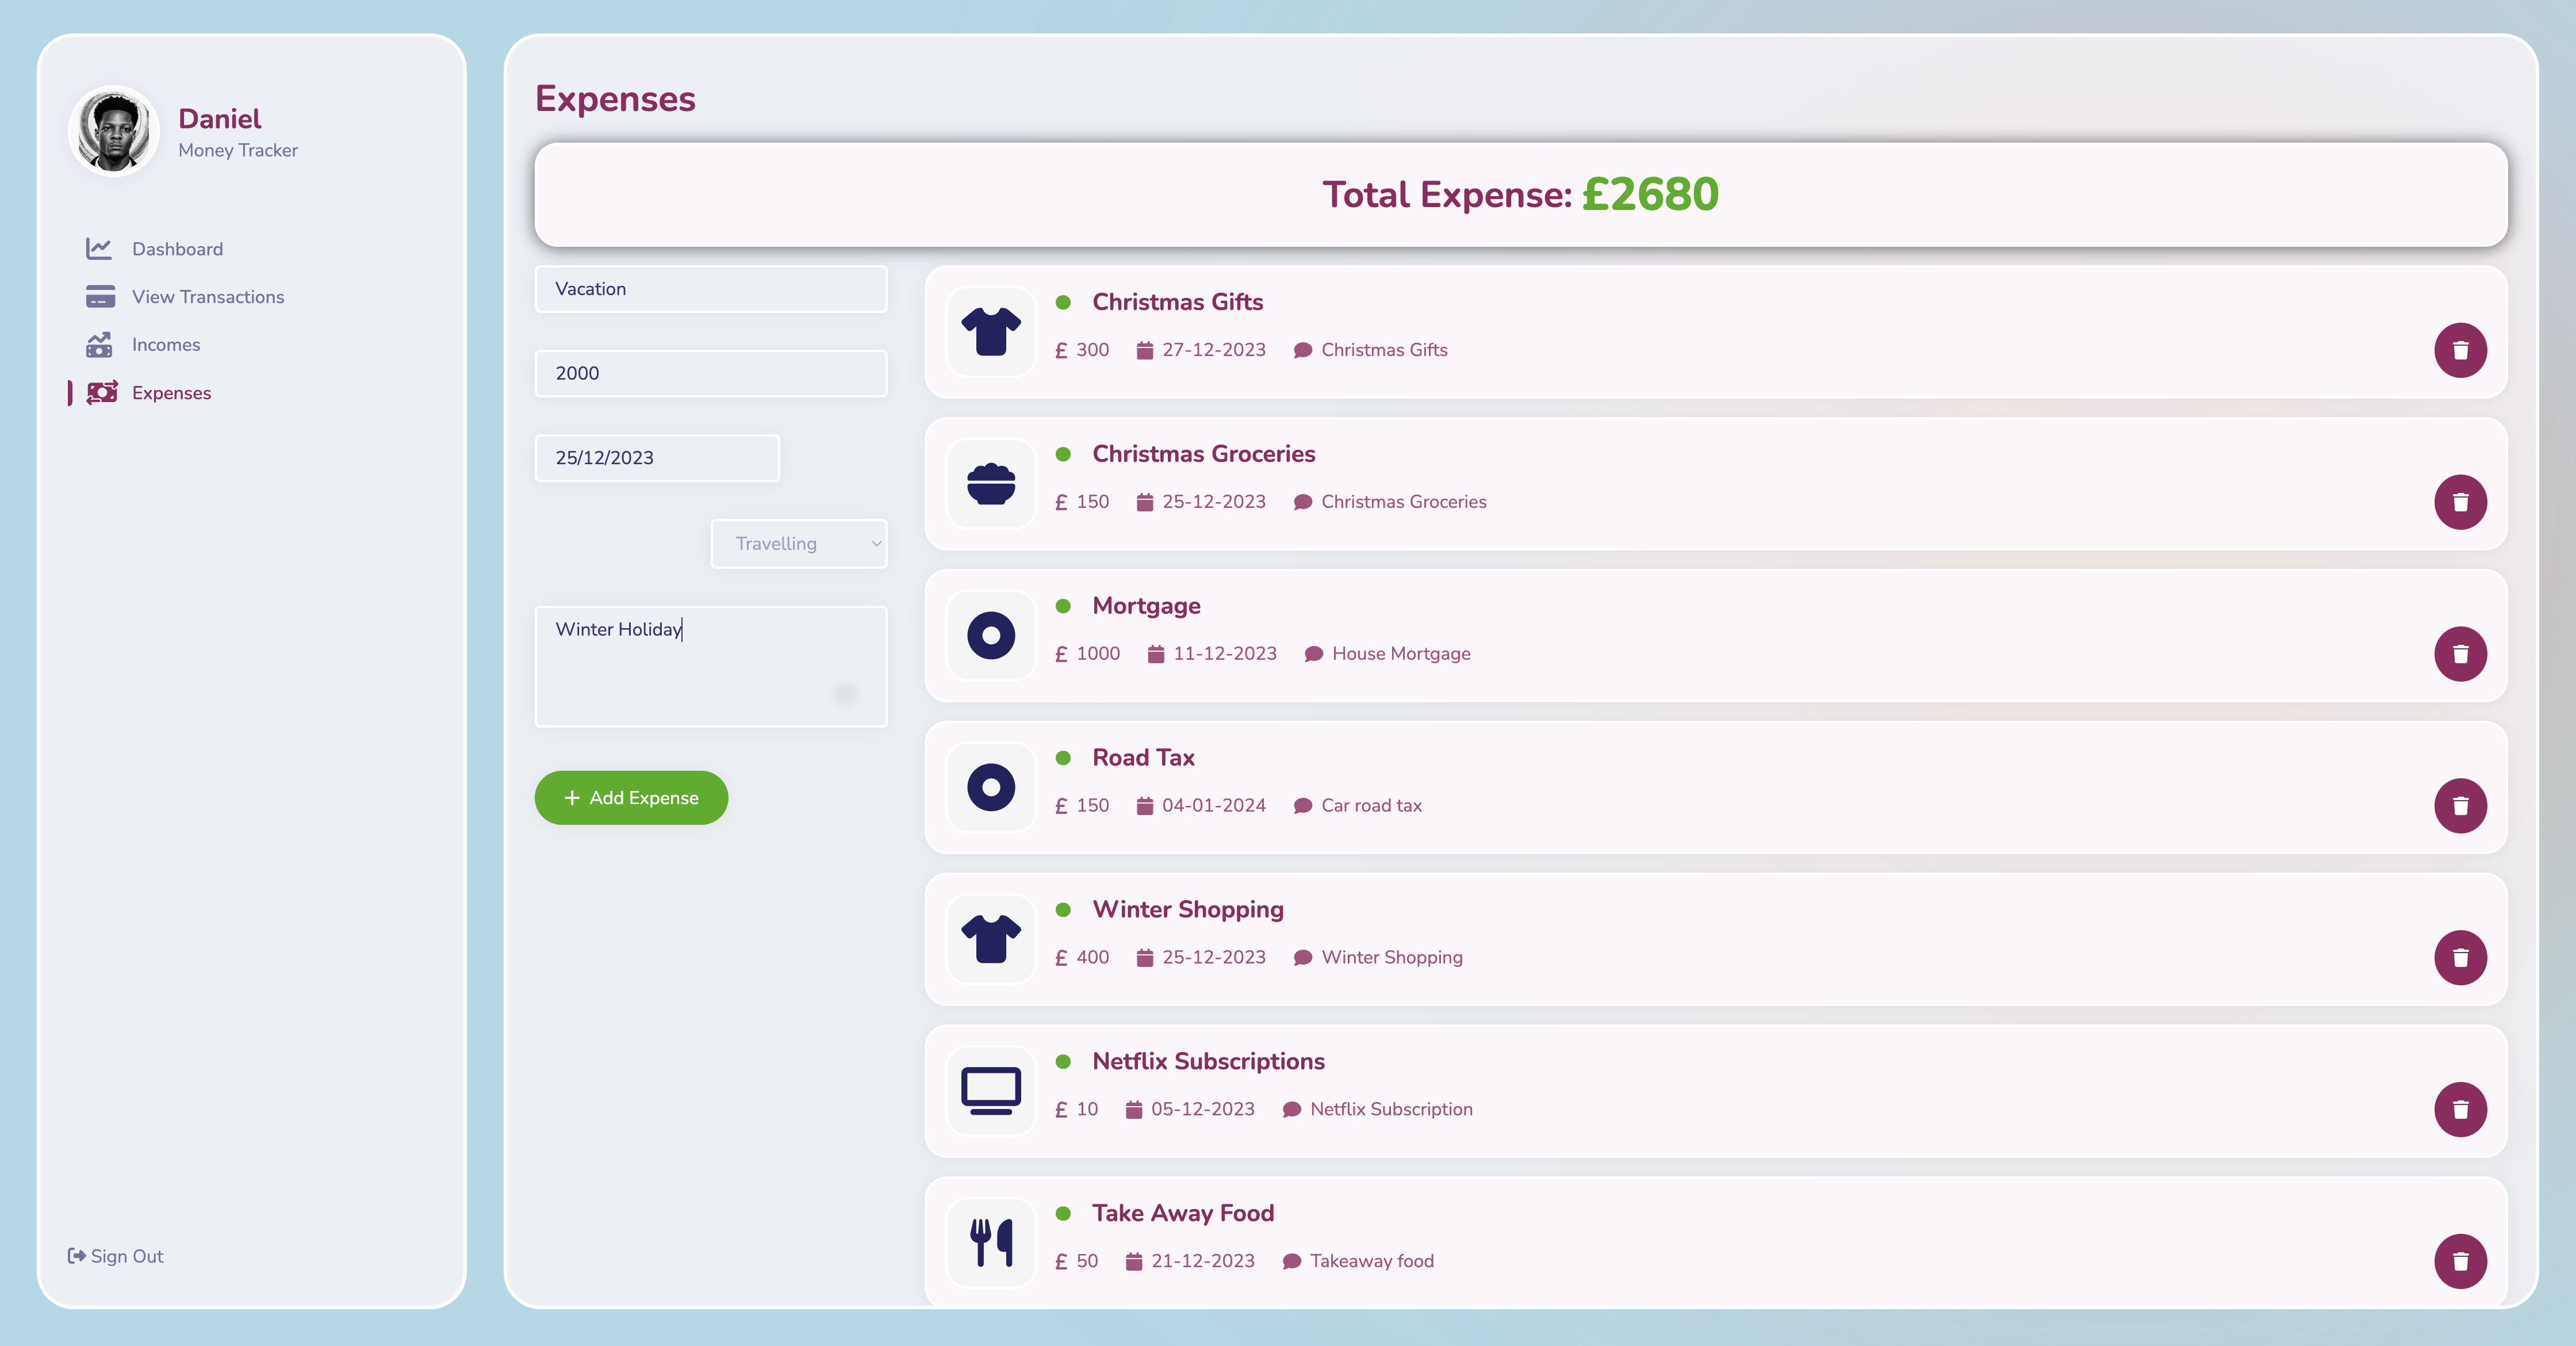 Daniel
Money Tracker
Dashboard
View Transactions
Incomes
Expenses
Sign Out
Expenses
Total Expense: £2680
Vacation
2000
25/12/2023
Travelling
Winter Holiday
Add Expense
Christmas Gifts
£ 300 27-12-2023 Christmas Gifts
Christmas Groceries
£ 150 25-12-2023 Christmas Groceries
Mortgage
£ 1000 11-12-2023 House Mortgage
Road Tax
£ 150 04-01-2024 Car road tax
Winter Shopping
£ 400 25-12-2023 Winter Shopping
Netflix Subscriptions
£ 10 05-12-2023 Netflix Subscription
Take Away Food
£ 50 21-12-2023 Takeaway food